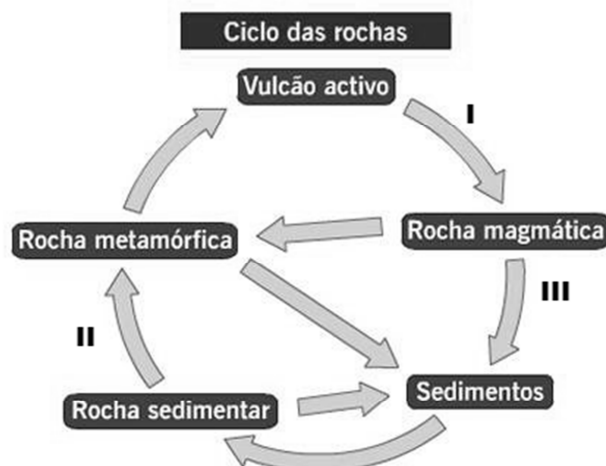 Ciclo das rochas
Vulcão activo
I
Rocha metamórfica
Rocha magmática
II
III
Rocha sedimentar
Sedimentos